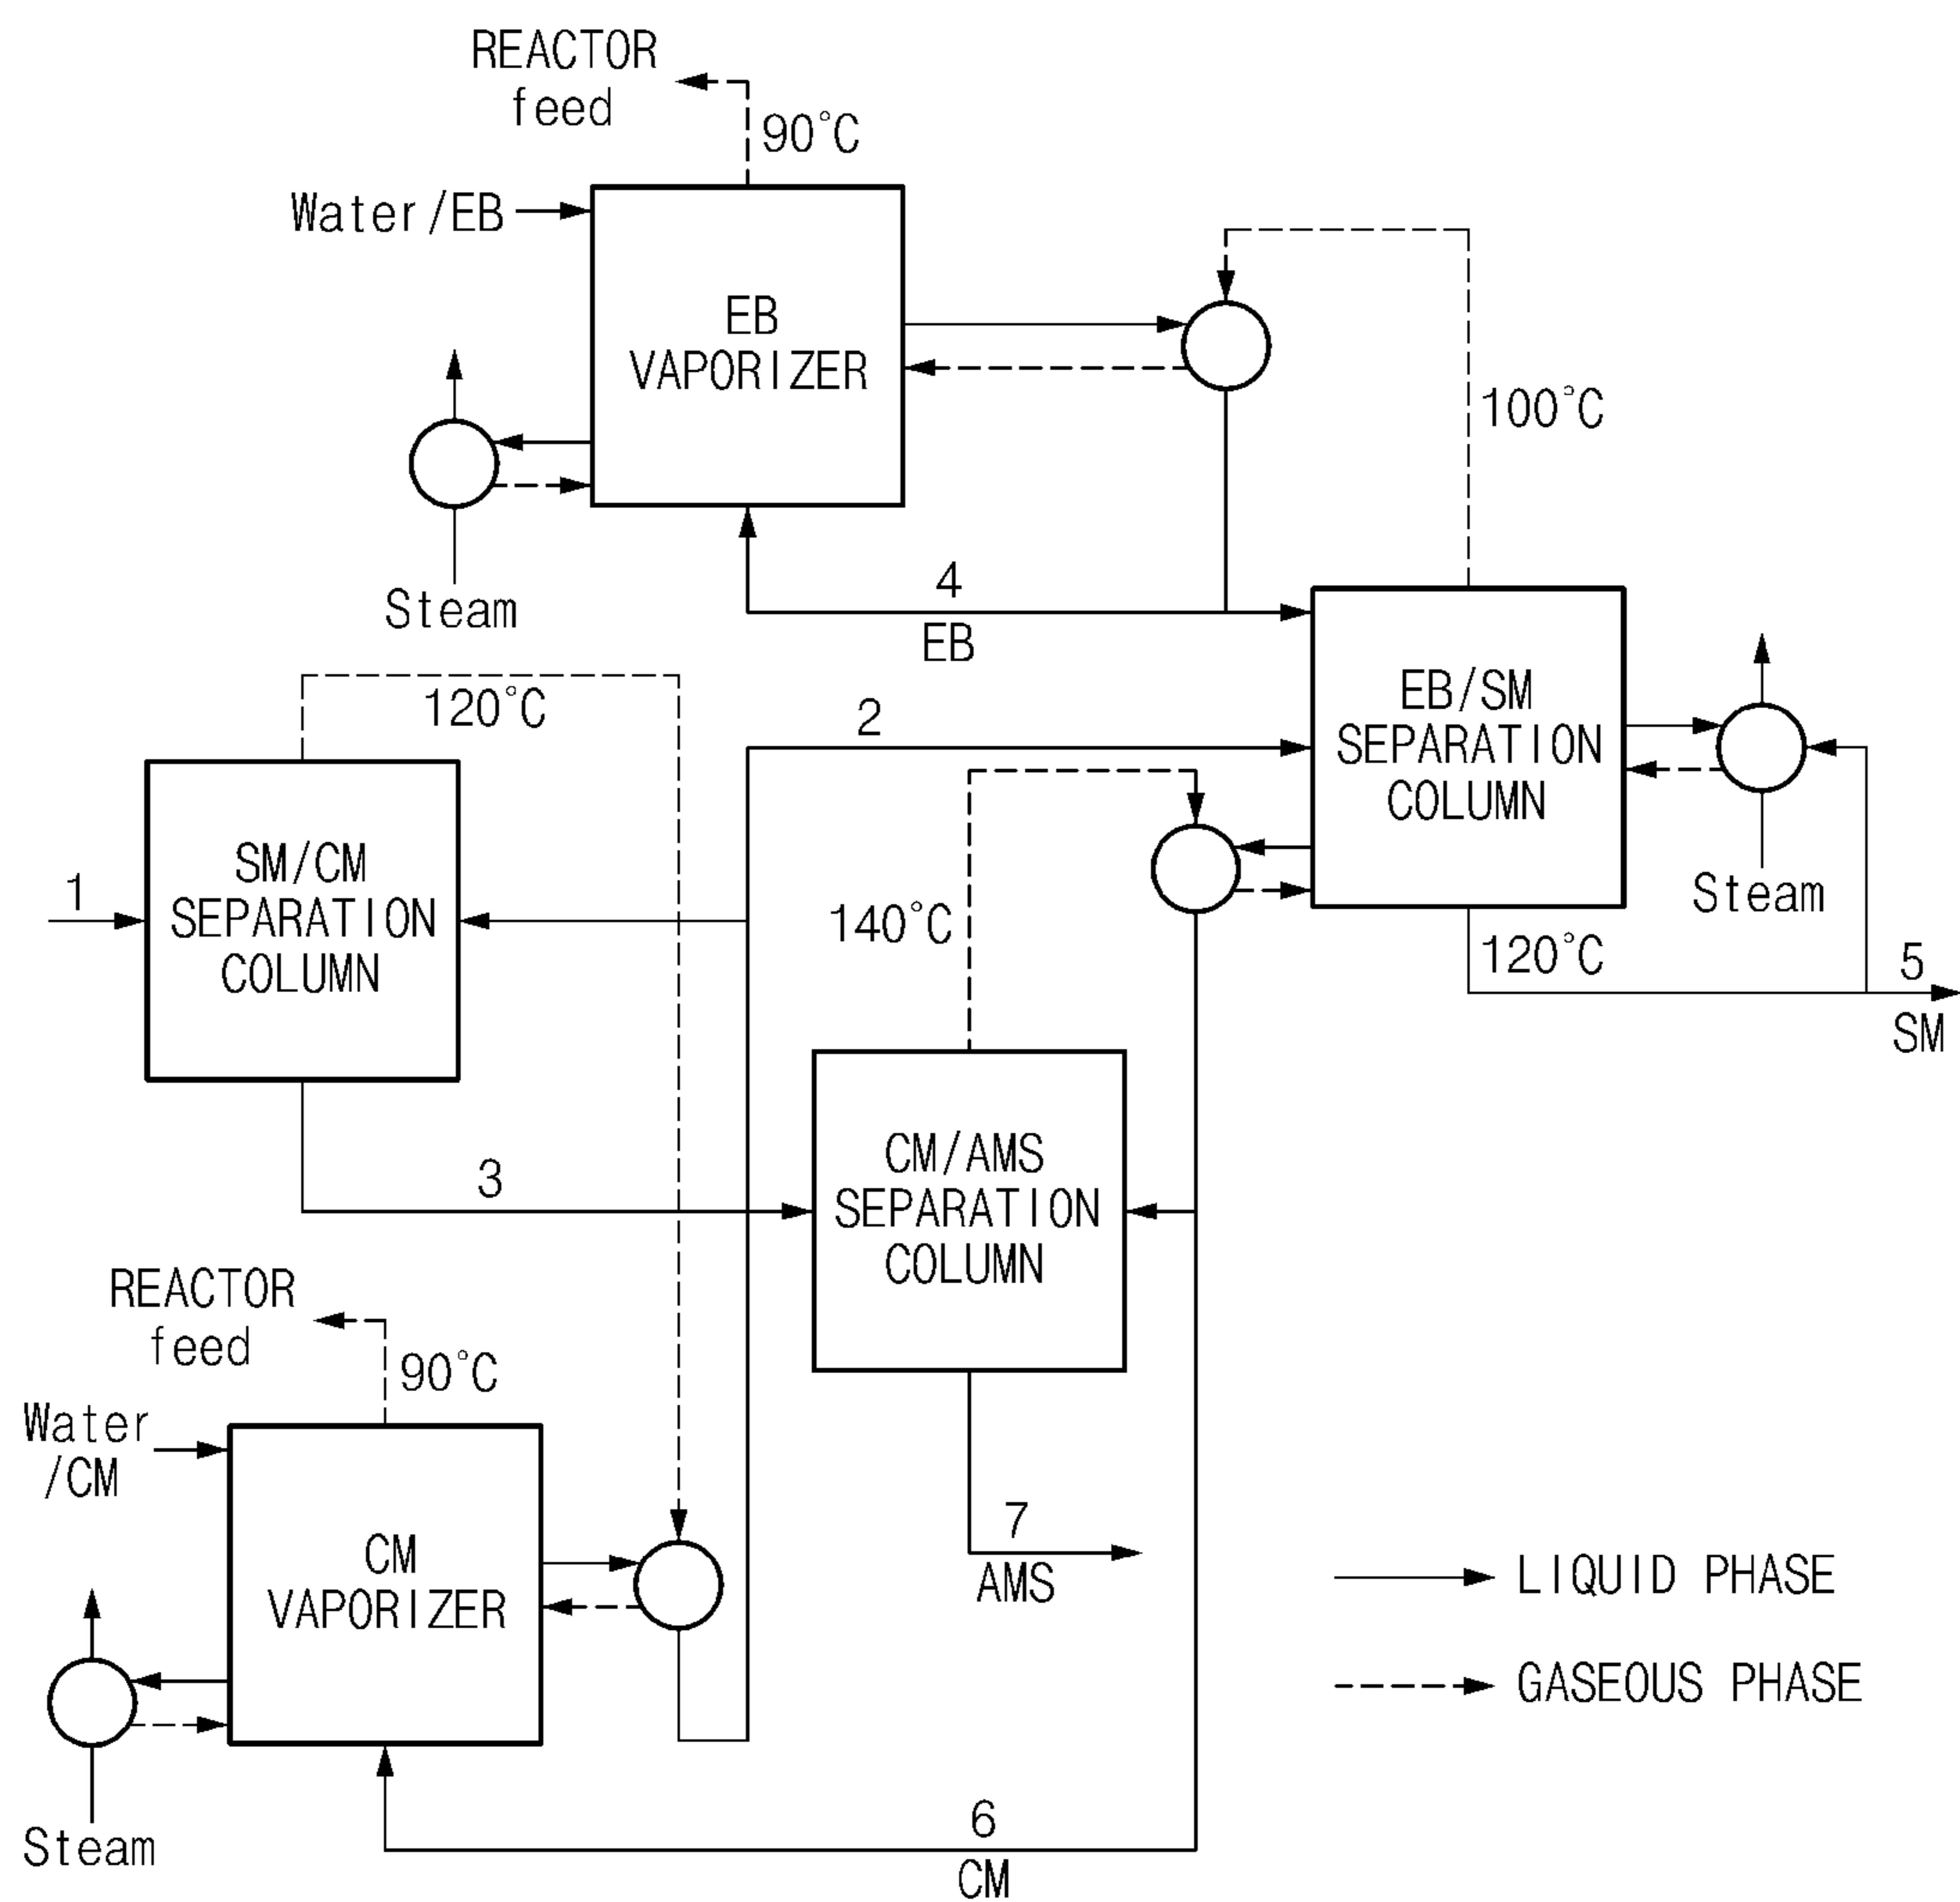 REACTOR
feed
90°C
Water/EB
EB
VAPORIZER
100°C
Steam
4
EB
120°C
2
EB/SM
SEPARATION
COLUMN
SM/CM
SEPARATION
COLUMN
1
140°C
Steam
120°C
5
SM
3
CM/AMS
SEPARATION
COLUMN
REACTOR
feed
90°C
Water
/CM
7
AMS
CM
VAPORIZER
LIQUID PHASE
GASEOUS PHASE
Steam
6
CM